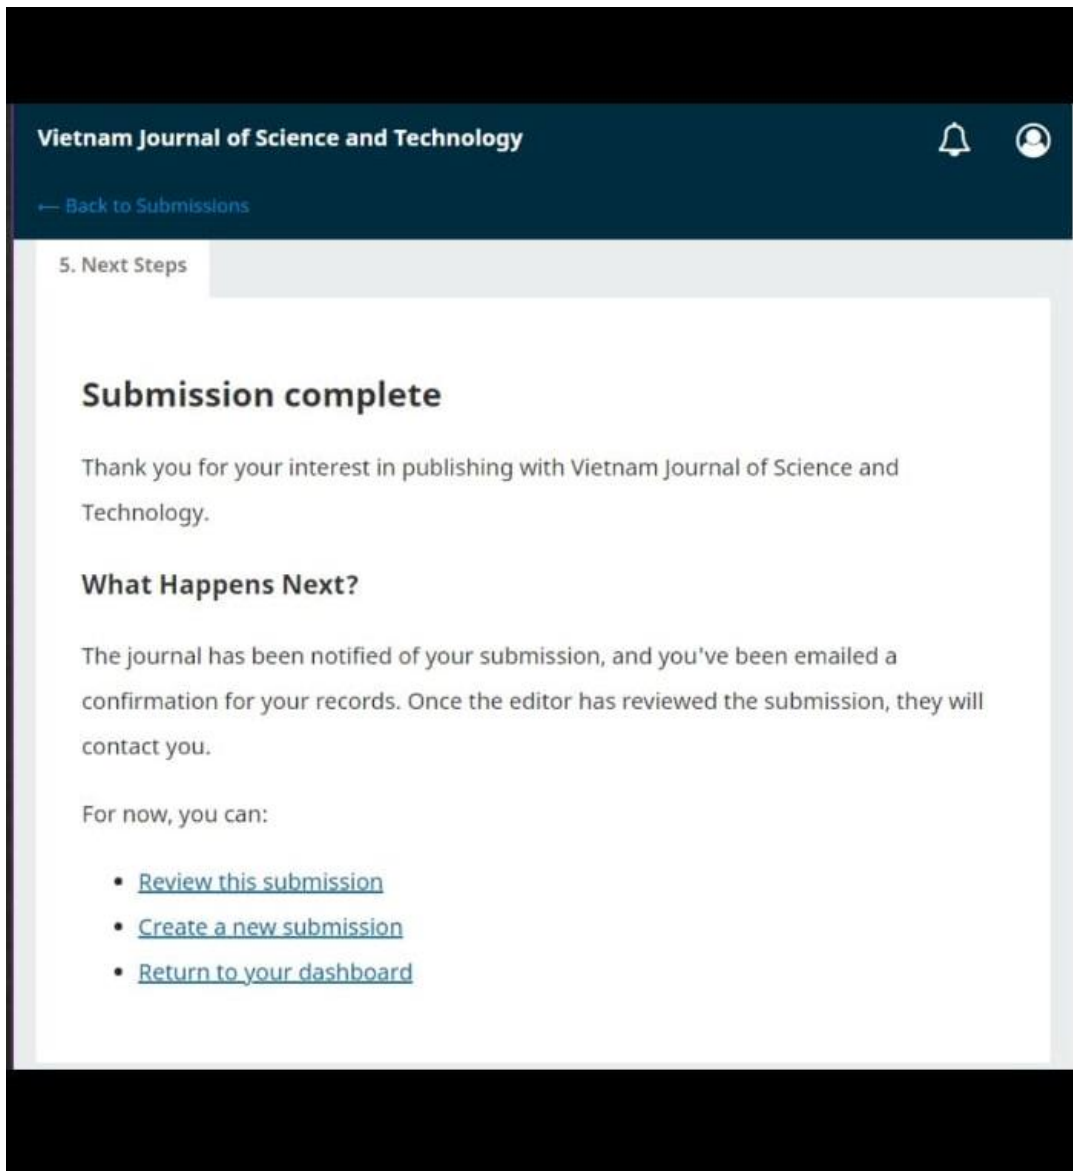 Vietnam Journal of Science and Technology
← Back to Submissions
5. Next Steps
Submission complete
Thank you for your interest in publishing with Vietnam Journal of Science and
Technology.
What Happens Next?
The journal has been notified of your submission, and you've been emailed a
confirmation for your records. Once the editor has reviewed the submission, they will
contact you.
For now, you can:
• Review this submission
• Create a new submission
• Return to your dashboard